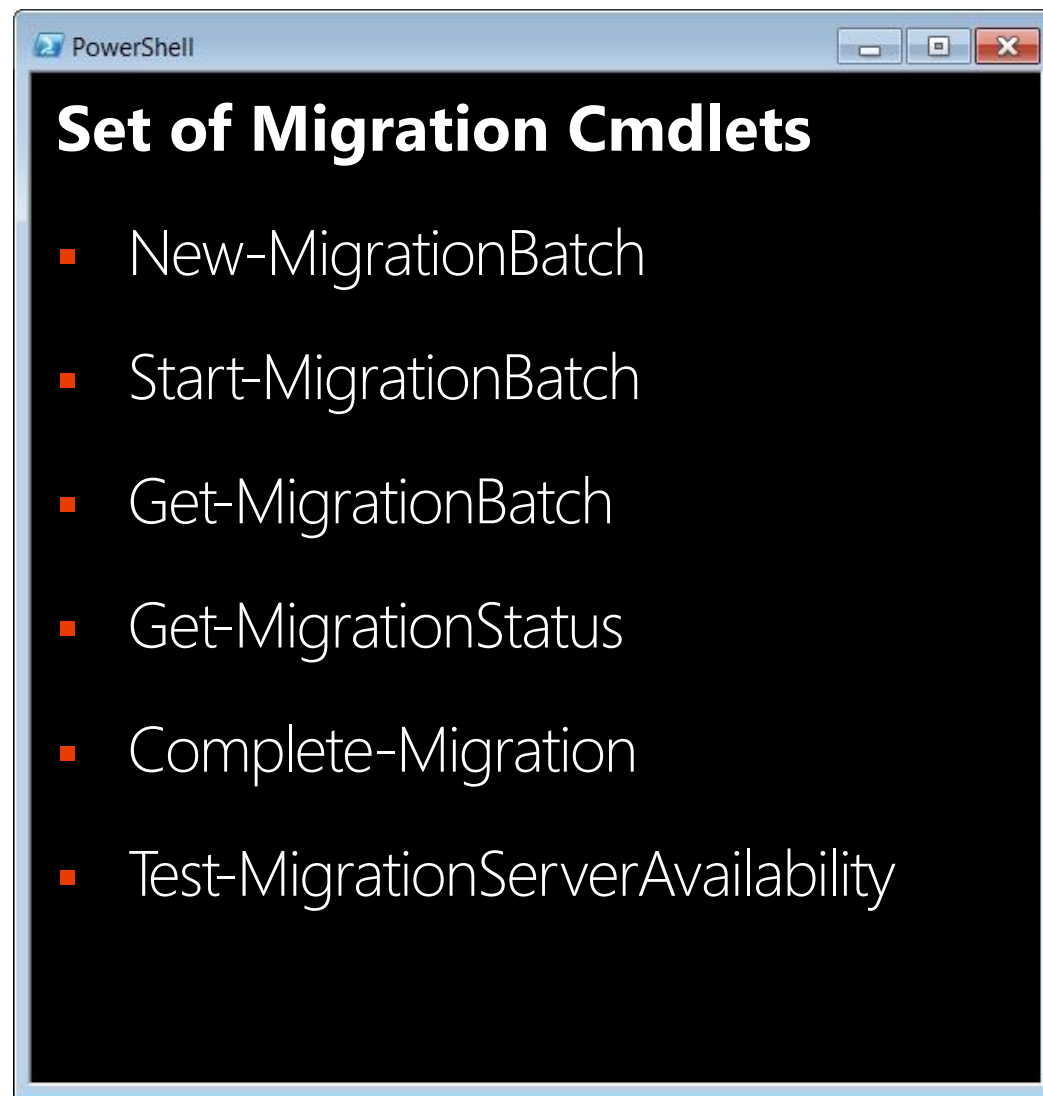 PowerShell
Set of Migration Cmdlets
▪ New-MigrationBatch
▪ Start-MigrationBatch
▪ Get-MigrationBatch
▪ Get-MigrationStatus
▪ Complete-Migration
▪ Test-MigrationServerAvailability